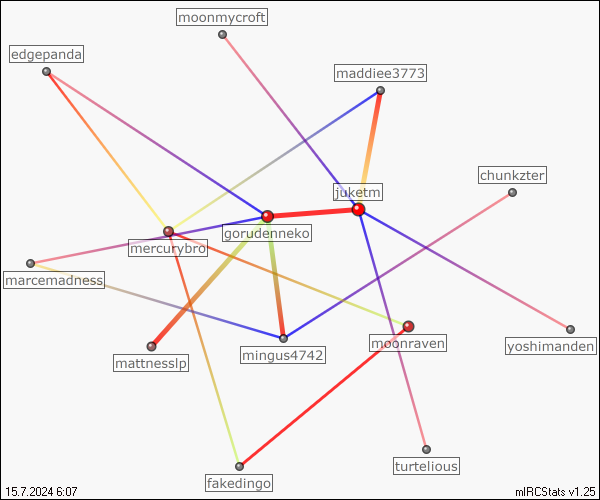 moonmycroft
edgepanda
maddiee3773
chunkzter
juketm
gorudenneko
mercurybro
marcemadness
moonraven
yoshimanden
mingus4742
mattnesslp
turtelious
fakedingo
15.7.2024 6:07
mIRCStats v1.25